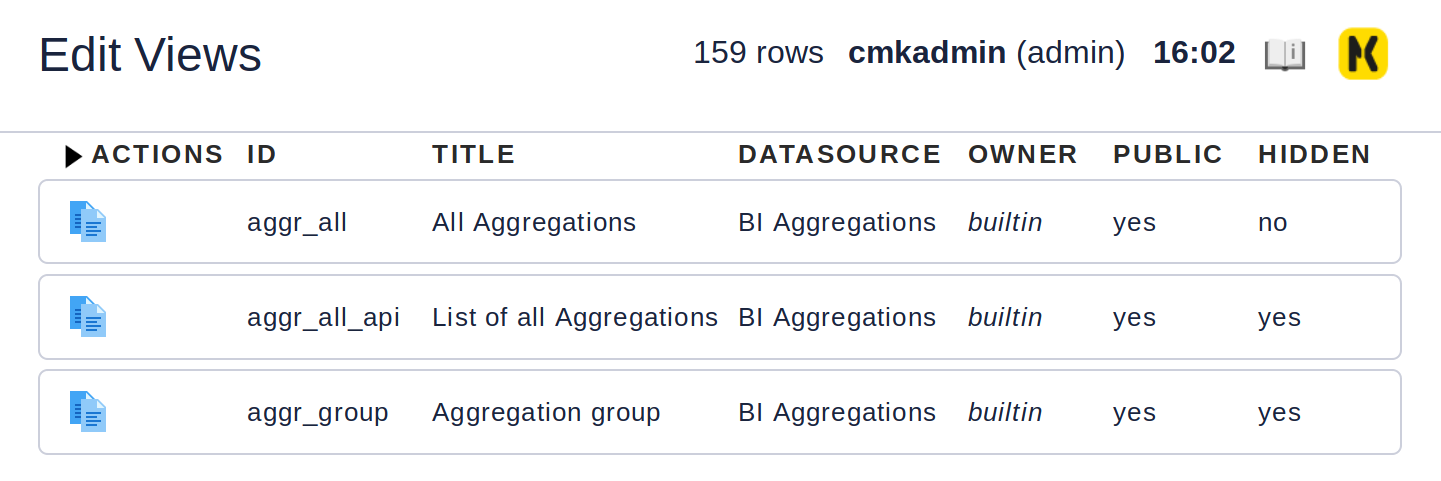 Edit Views 159 rows cmkadmin (admin) 16:02
ACTIONS ID TITLE DATASOURCE OWNER PUBLIC HIDDEN
aggr_all All Aggregations BI Aggregations builtin yes no
aggr_all_api List of all Aggregations BI Aggregations builtin yes yes
aggr_group Aggregation group BI Aggregations builtin yes yes